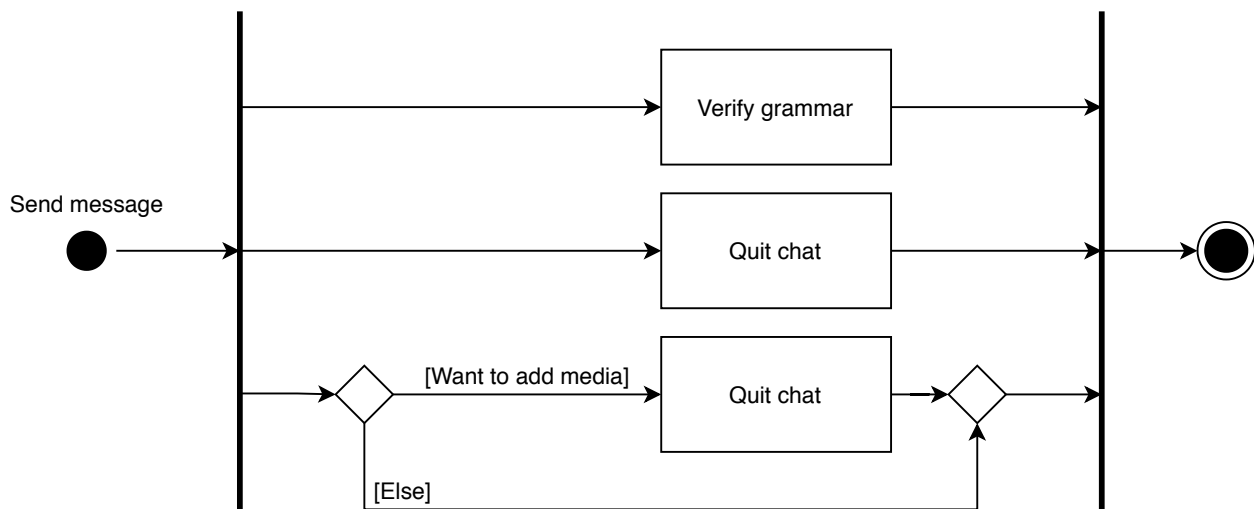 Verify grammar
Send message
Quit chat
[Want to add media]
Quit chat
[Else]